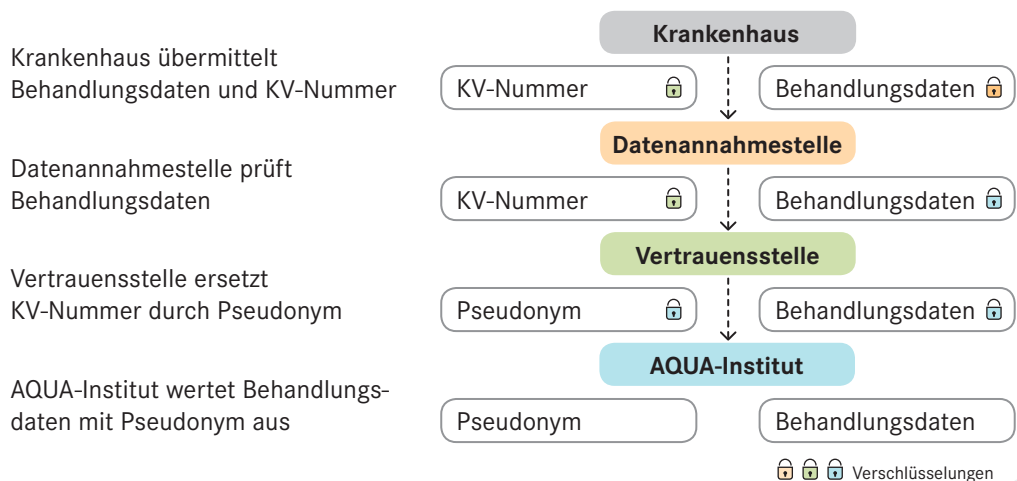 Krankenhaus
Krankenhaus übermittelt
Behandlungsdaten und KV-Nummer
KV-Nummer
Behandlungsdaten
Datenannahmestelle
Datenannahmestelle prüft
Behandlungsdaten
KV-Nummer
Behandlungsdaten
Vertrauensstelle
Vertrauensstelle ersetzt
KV-Nummer durch Pseudonym
Pseudonym
Behandlungsdaten
AQUA-Institut
AQUA-Institut wertet Behandlungs-
daten mit Pseudonym aus
Pseudonym
Behandlungsdaten
Verschlüsselungen